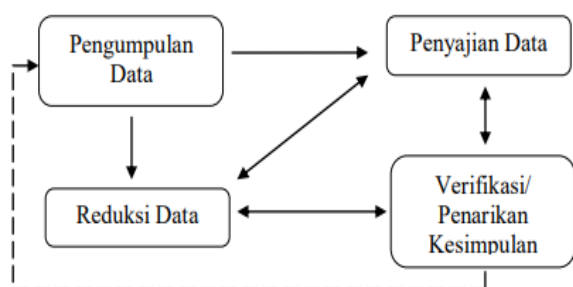 Pengumpulan
Data
Penyajian Data
Reduksi Data
Verifikasi/
Penarikan
Kesimpulan